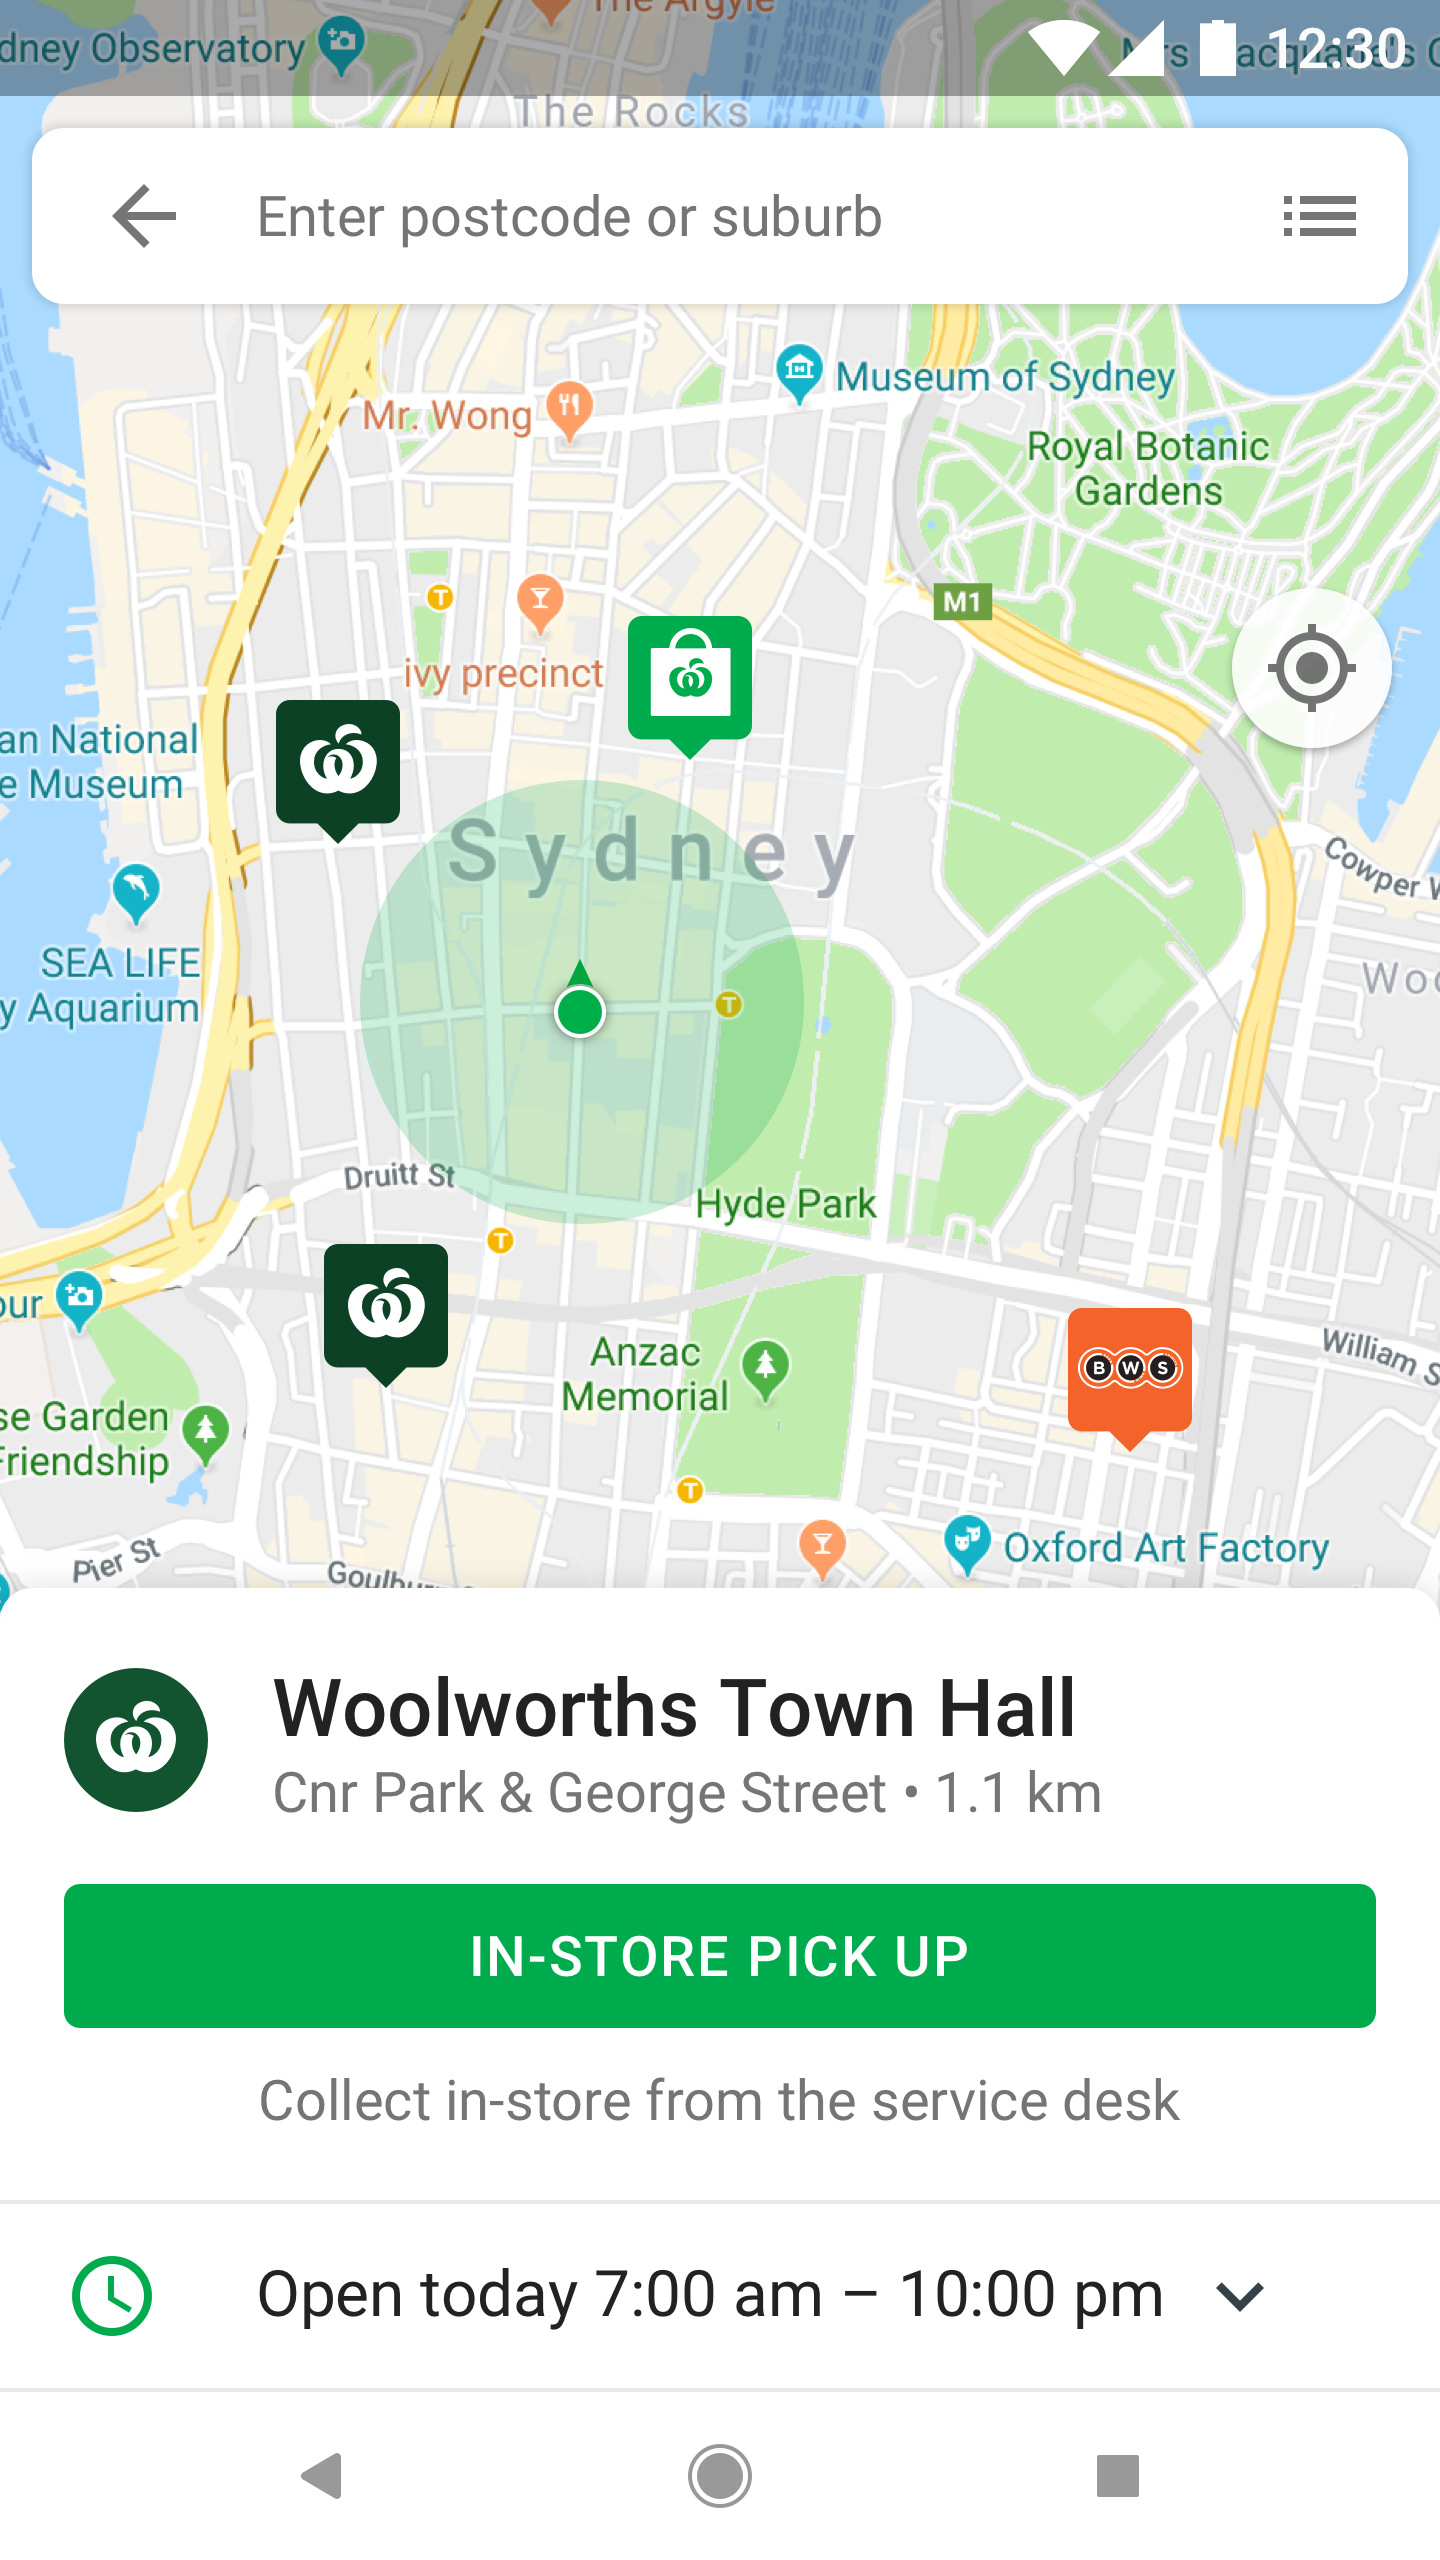 The Argyle
dney Observatory
12:30
The Rocks
Enter postcode or suburb
Museum of Sydney
Mr. Wong
Royal Botanic
Gardens
M1
T
ivy precinct
an National
e Museum
Sydney
Cowper W
SEA LIFE
y Aquarium
Woo
T
Druitt St
Hyde Park
T
our
William S
Anzac
Memorial
BWS
se Garden
Friendship
T
Pier St
Oxford Art Factory
Goulburn S
Woolworths Town Hall
Cnr Park & George Street • 1.1 km
IN-STORE PICK UP
Collect in-store from the service desk
Open today 7:00 am – 10:00 pm